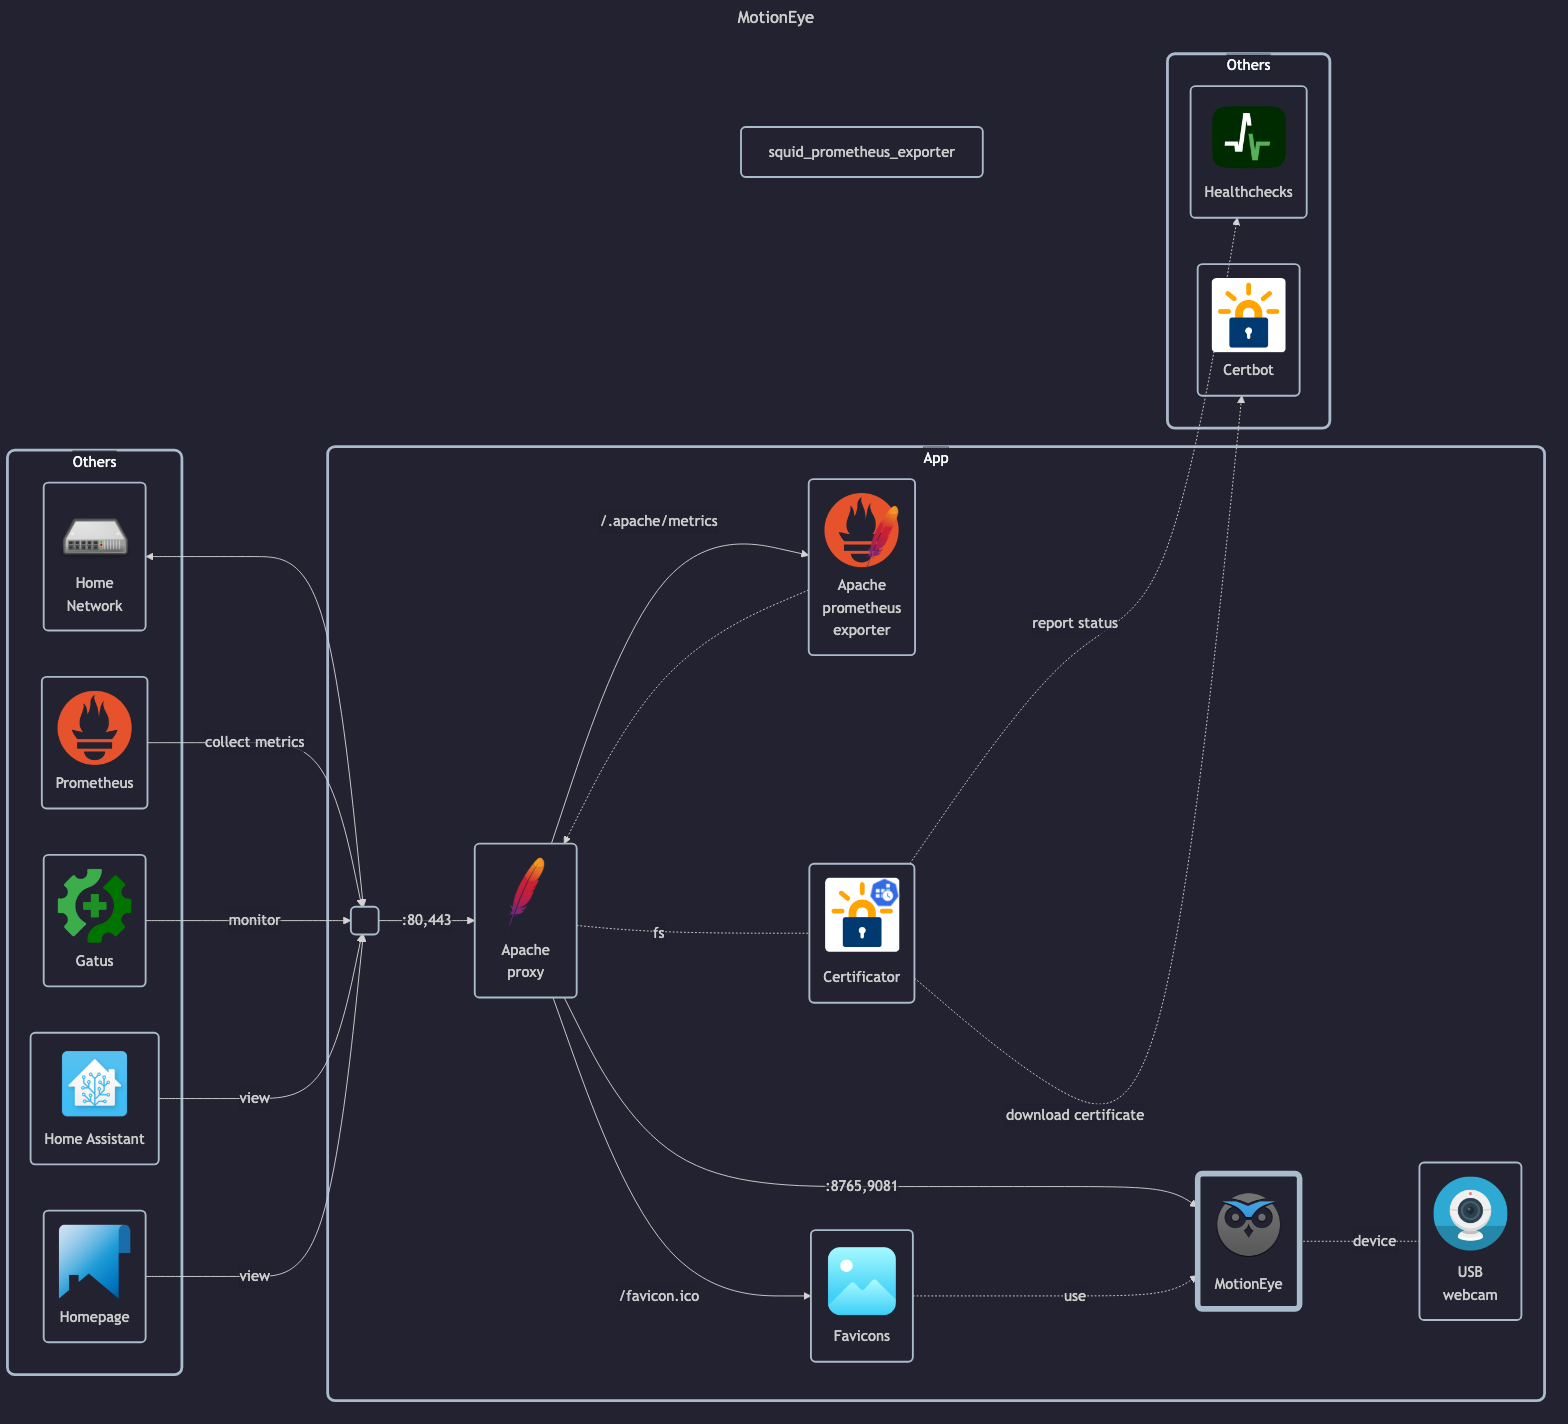 MotionEye
Others
Healthchecks
squid_prometheus_exporter
Certbot
Others
Home
Network
Prometheus
Gatus
Home Assistant
Homepage
collect metrics
monitor
view
view
App
:80,443
Apache
proxy
/.apache/metrics
Apache
prometheus
exporter
report status
fs
Certificator
download certificate
:8765,9081
/favicon.ico
Favicons
use
MotionEye
device
USB
webcam